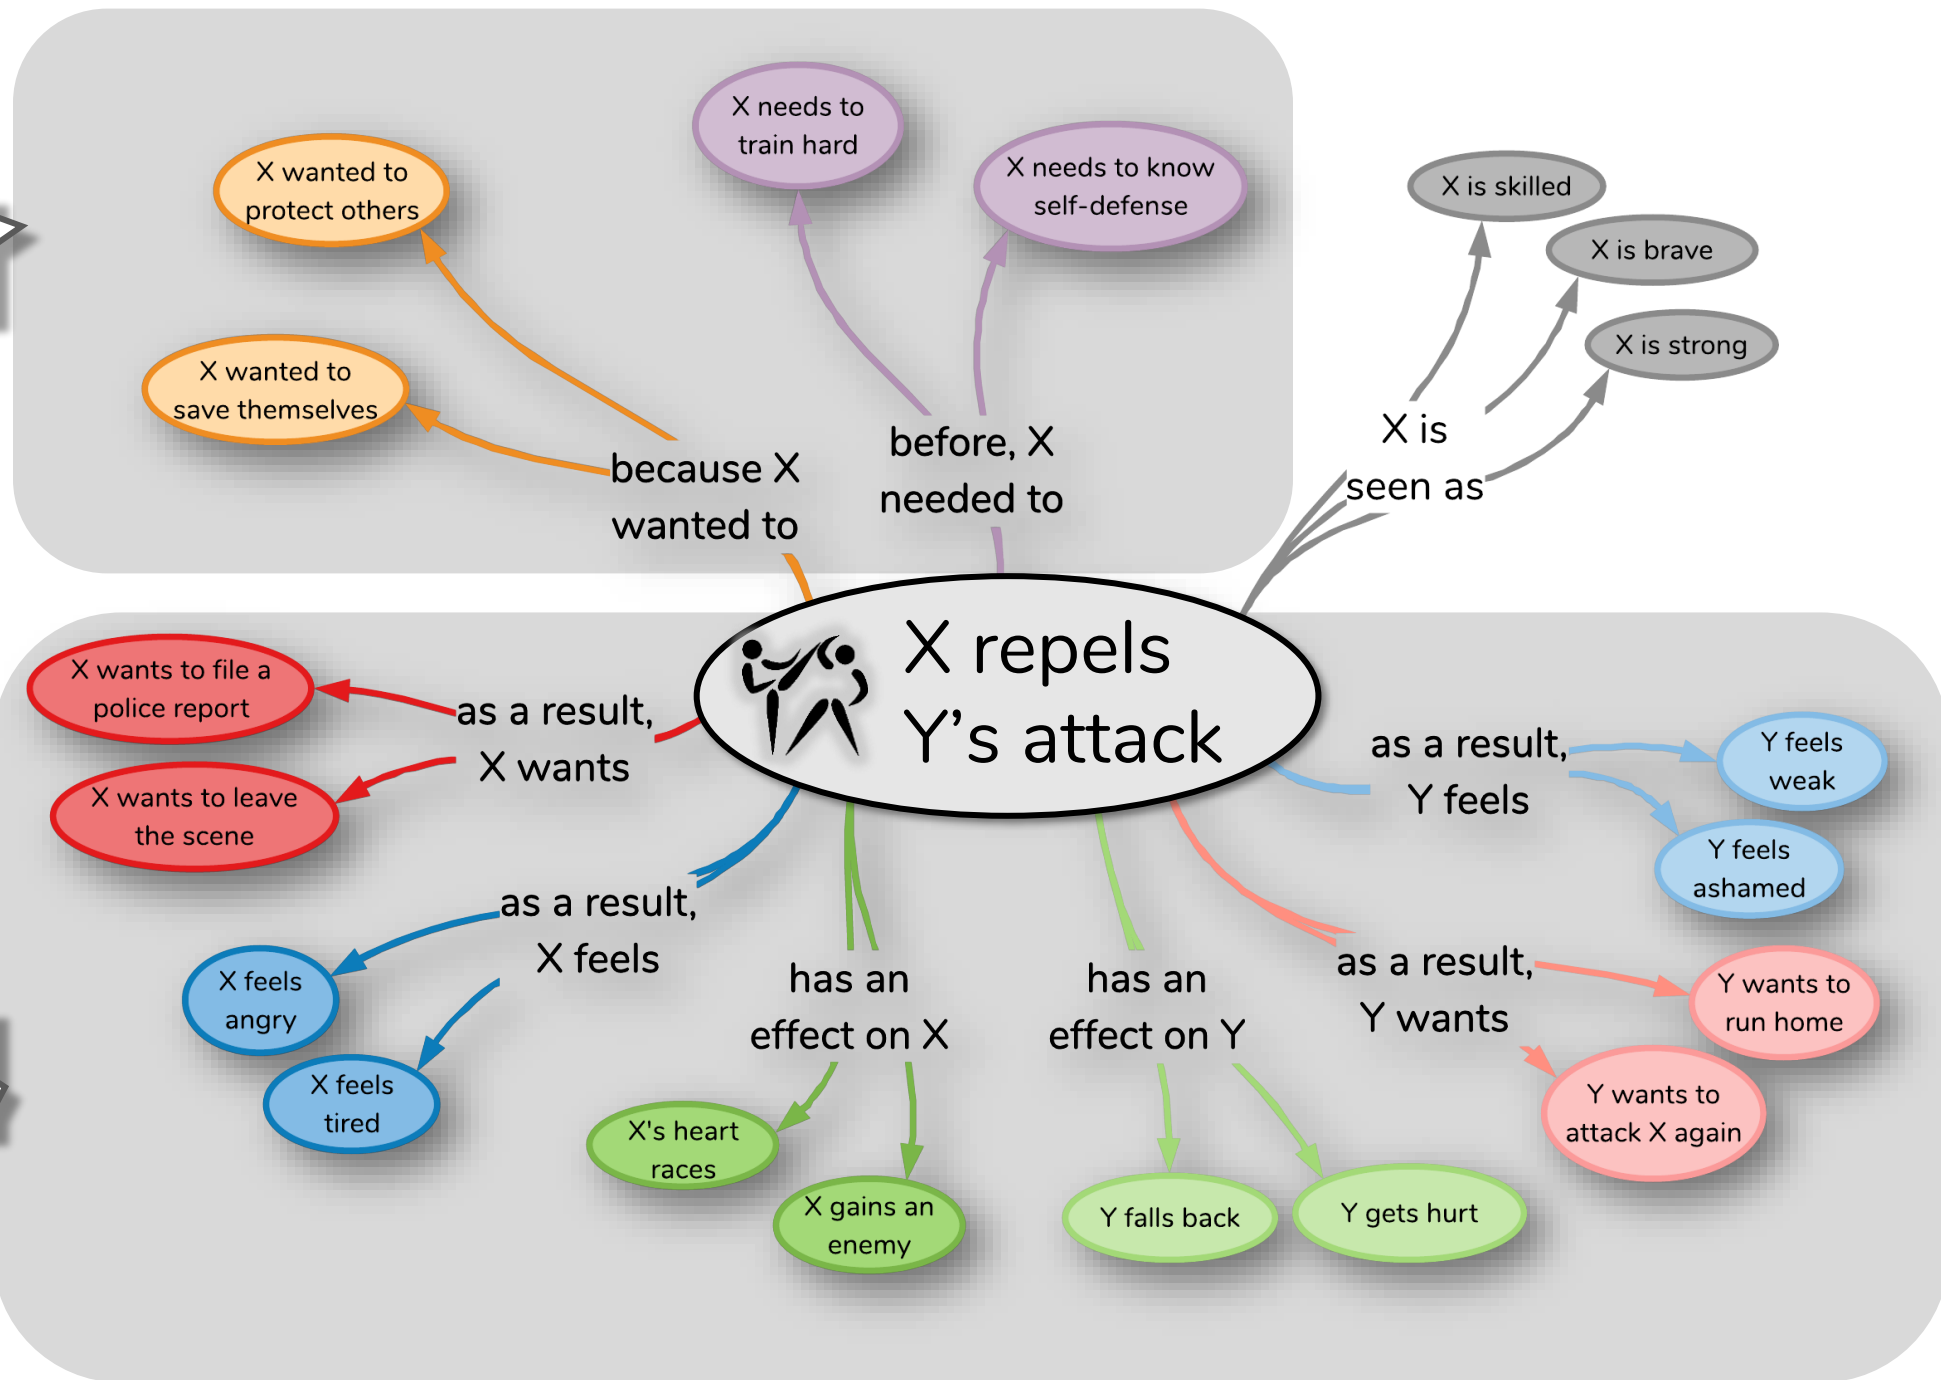 X wanted to
protect others
X wanted to
save themselves
because X
wanted to
X needs to
train hard
X needs to know
self-defense
before, X
needed to
X is skilled
X is brave
X is strong
X is
seen as
X repels
Y's attack
X wants to file a
police report
X wants to leave
the scene
as a result,
X wants
X feels
angry
X feels
tired
as a result,
X feels
has an
effect on X
X's heart
races
X gains an
enemy
has an
effect on Y
Y falls back
Y gets hurt
as a result,
Y wants
Y wants to
run home
Y wants to
attack X again
as a result,
Y feels
Y feels
weak
Y feels
ashamed